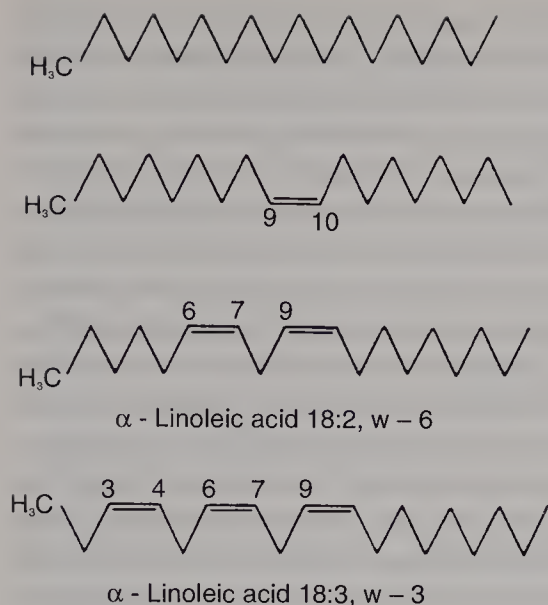 H₃C
H₃C
9 10
6 7 9
H₃C
α - Linoleic acid 18:2, w – 6
H₃C 3 4 6 7 9
α - Linoleic acid 18:3, w – 3